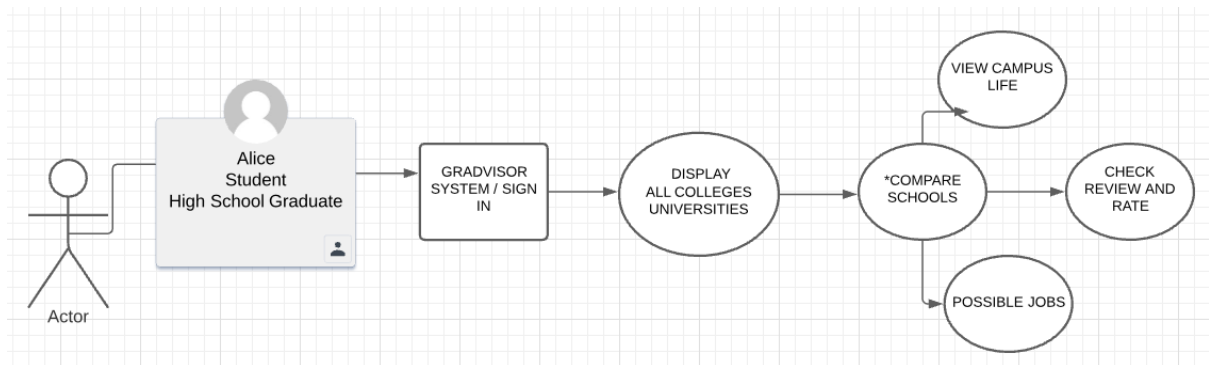 Actor
Alice
Student
High School Graduate
GRADVISOR
SYSTEM / SIGN
IN
DISPLAY
ALL COLLEGES
UNIVERSITIES
*COMPARE
SCHOOLS
VIEW CAMPUS
LIFE
CHECK
REVIEW AND
RATE
POSSIBLE JOBS